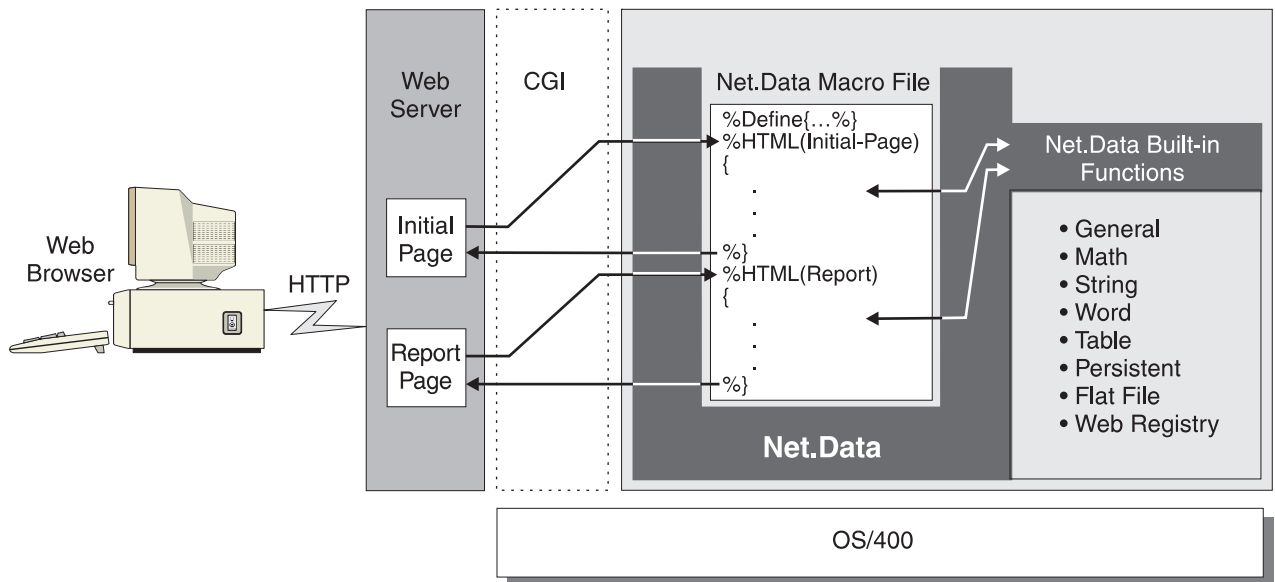 Web
Browser
HTTP
Web
Server
Initial
Page
Report
Page
CGI
Net.Data Macro File
%Define{...%}
%HTML(Initial-Page)
{
.
.
.
%}
%HTML(Report)
{
.
.
.
%}
Net.Data
Net.Data Built-in
Functions
• General
• Math
• String
• Word
• Table
• Persistent
• Flat File
• Web Registry
OS/400